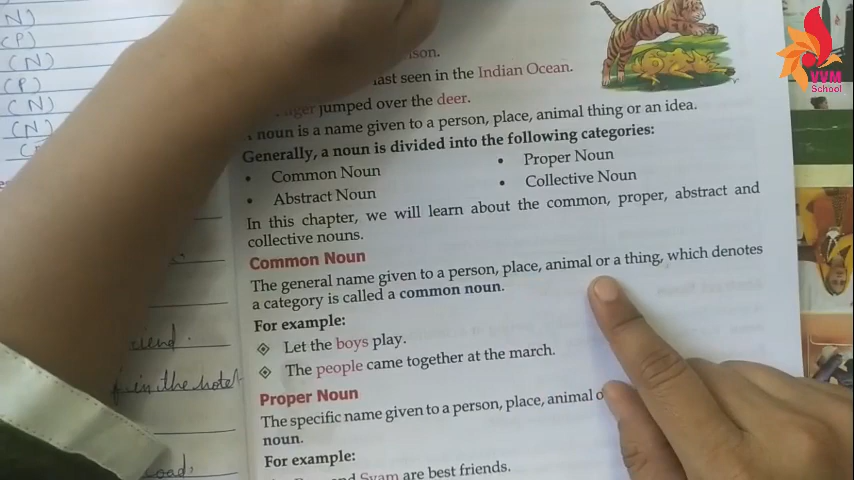 N)
(P)
(N)
(P)
(N)
(N)
last seen in the Indian Ocean.
jumped over the deer.
noun is a name given to a person, place, animal thing or an idea.
Generally, a noun is divided into the following categories:
• Common Noun
• Proper Noun
• Abstract Noun
• Collective Noun
In this chapter, we will learn about the common, proper, abstract and
collective nouns.
Common Noun
The general name given to a person, place, animal or a thing, which denotes
a category is called a common noun.
For example:
Let the boys play.
The people came together at the march.
Proper Noun
The specific name given to a person, place, animal
noun.
For example:
and Syam are best friends.
in the hotel
VVM
School